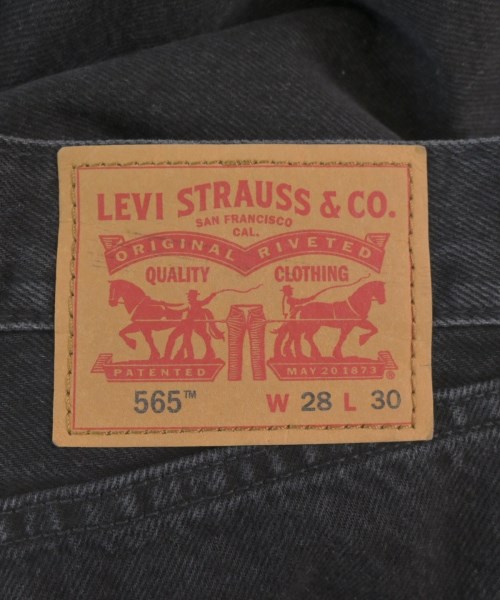 LEVI STRAUSS & CO.
SAN FRANCISCO
CAL.
ORIGINAL RIVETED
QUALITY CLOTHING
PATENTED MAY 20 1873 ®
565™ W 28 L 30